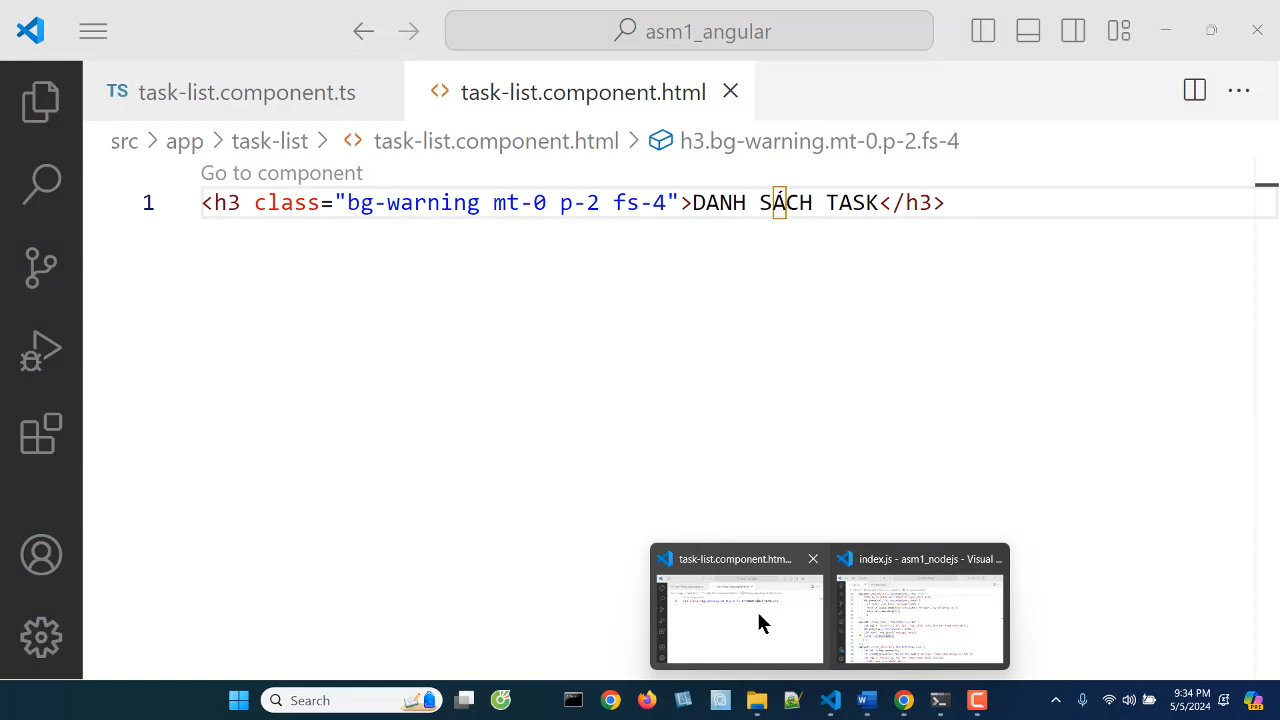 asm1_angular
TS task-list.component.ts
<> task-list.component.html
src > app > task-list > <> task-list.component.html > h3.bg-warning.mt-0.p-2.fs-4
Go to component
1 <h3 class="bg-warning mt-0 p-2 fs-4">DANH SÁCH TASK</h3>
task-list.component.htm...
index.js - asm1_nodejs - Visual ...
Search
9:34 PM
5/5/2024